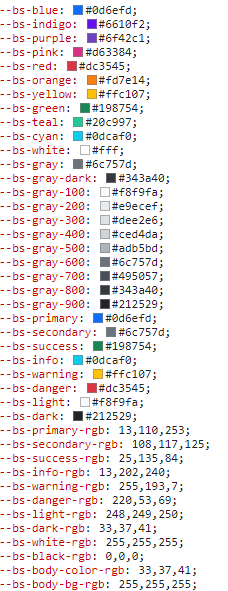 --bs-blue: #0d6efd;
--bs-indigo: #6610f2;
--bs-purple: #6f42c1;
--bs-pink: #d63384;
--bs-red: #dc3545;
--bs-orange: #fd7e14;
--bs-yellow: #ffc107;
--bs-green: #198754;
--bs-teal: #20c997;
--bs-cyan: #0dcaf0;
--bs-white: #fff;
--bs-gray: #6c757d;
--bs-gray-dark: #343a40;
--bs-gray-100: #f8f9fa;
--bs-gray-200: #e9ecef;
--bs-gray-300: #dee2e6;
--bs-gray-400: #ced4da;
--bs-gray-500: #adb5bd;
--bs-gray-600: #6c757d;
--bs-gray-700: #495057;
--bs-gray-800: #343a40;
--bs-gray-900: #212529;
--bs-primary: #0d6efd;
--bs-secondary: #6c757d;
--bs-success: #198754;
--bs-info: #0dcaf0;
--bs-warning: #ffc107;
--bs-danger: #dc3545;
--bs-light: #f8f9fa;
--bs-dark: #212529;
--bs-primary-rgb: 13,110,253;
--bs-secondary-rgb: 108,117,125;
--bs-success-rgb: 25,135,84;
--bs-info-rgb: 13,202,240;
--bs-warning-rgb: 255,193,7;
--bs-danger-rgb: 220,53,69;
--bs-light-rgb: 248,249,250;
--bs-dark-rgb: 33,37,41;
--bs-white-rgb: 255,255,255;
--bs-black-rgb: 0,0,0;
--bs-body-color-rgb: 33,37,41;
--bs-body-bg-rgb: 255,255,255;